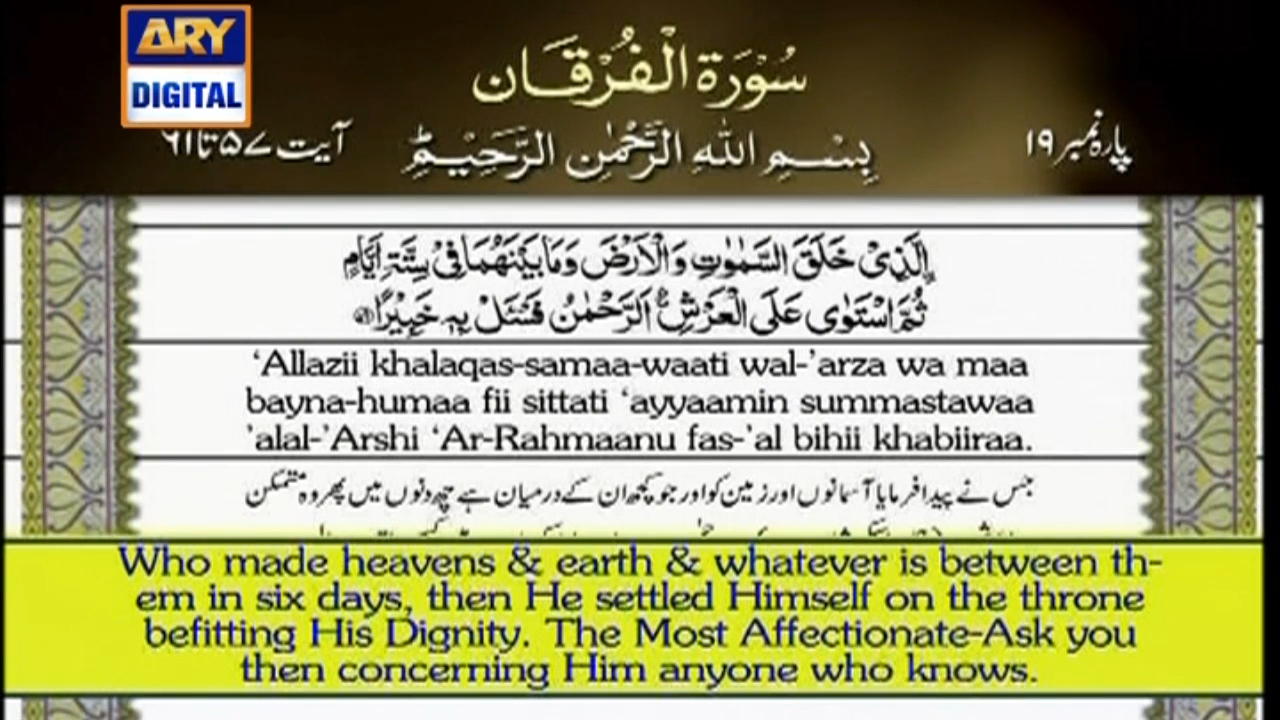 ARY
DIGITAL
سُوْرَۃُ الْفُرْقَان
پارہ نمبر ۱۹
بِسْمِ اللہِ الرَّحْمٰنِ الرَّحِیْمِ
آیت ۵۷ تا ۶۱
الَّذِیْ خَلَقَ السَّمٰوٰتِ وَالْاَرْضَ وَمَا بَیْنَهُمَا فِیْ سِتَّۃِ اَیَّامٍ
ثُمَّ اسْتَوٰی عَلَی الْعَرْشِ ۛۚ اَلرَّحْمٰنُ فَسْـَٔلْ بِہٖ خَبِیْرًا
‘Allazii khalaqas-samaa-waati wal-’arza wa maa
bayna-humaa fii sittati ‘ayyaamin summastawaa
’alal-’Arshi ‘Ar-Rahmaanu fas-’al bihii khabiiraa.
جس نے پیدا فرمایا آسمانوں اور زمین کو اور جو کچھ ان کے درمیان ہے چھ دنوں میں پھر وہ متمکن
Who made heavens & earth & whatever is between th-
em in six days, then He settled Himself on the throne
befitting His Dignity. The Most Affectionate-Ask you
then concerning Him anyone who knows.